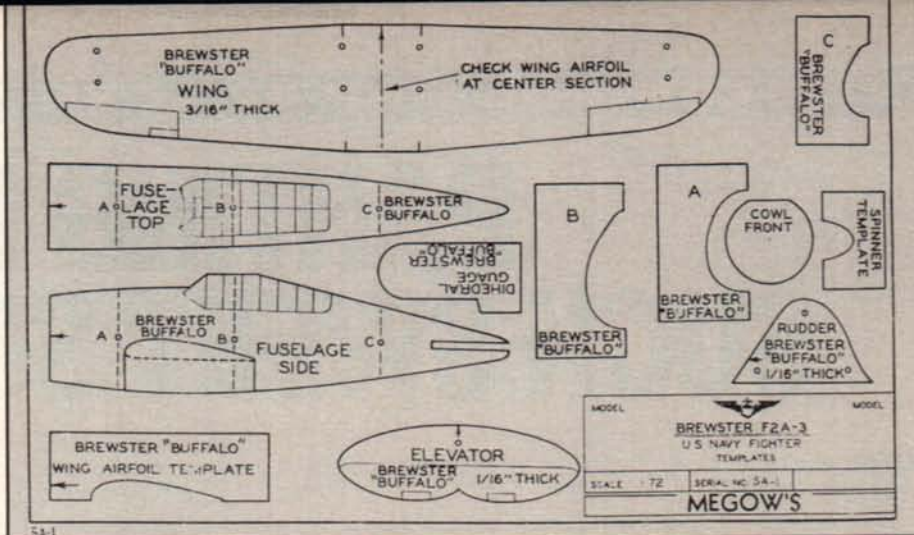 BREWSTER
"BUFFALO"
WING
3/16" THICK
CHECK WING AIRFOIL
AT CENTER SECTION
C
BREWSTER
"BUFFALO"
FUSE-
LAGE
TOP
A
B
C
BREWSTER
BUFFALO
DIHEDRAL
GUAGE
BREWSTER
"BUFFALO"
B
BREWSTER
"BUFFALO"
A
BREWSTER
"BUFFALO"
COWL
FRONT
SPINNER
TEMPLATE
A
BREWSTER
BUFFALO
B
FUSELAGE
SIDE
C
RUDDER
BREWSTER
"BUFFALO"
1/16" THICK
BREWSTER "BUFFALO"
WING AIRFOIL TEMPLATE
ELEVATOR
BREWSTER
"BUFFALO"
1/16" THICK
MODEL
MODEL
BREWSTER F2A-3
U S NAVY FIGHTER
TEMPLATES
SCALE 72
SERIAL NO. SA-1
MEGOW'S
SA-1